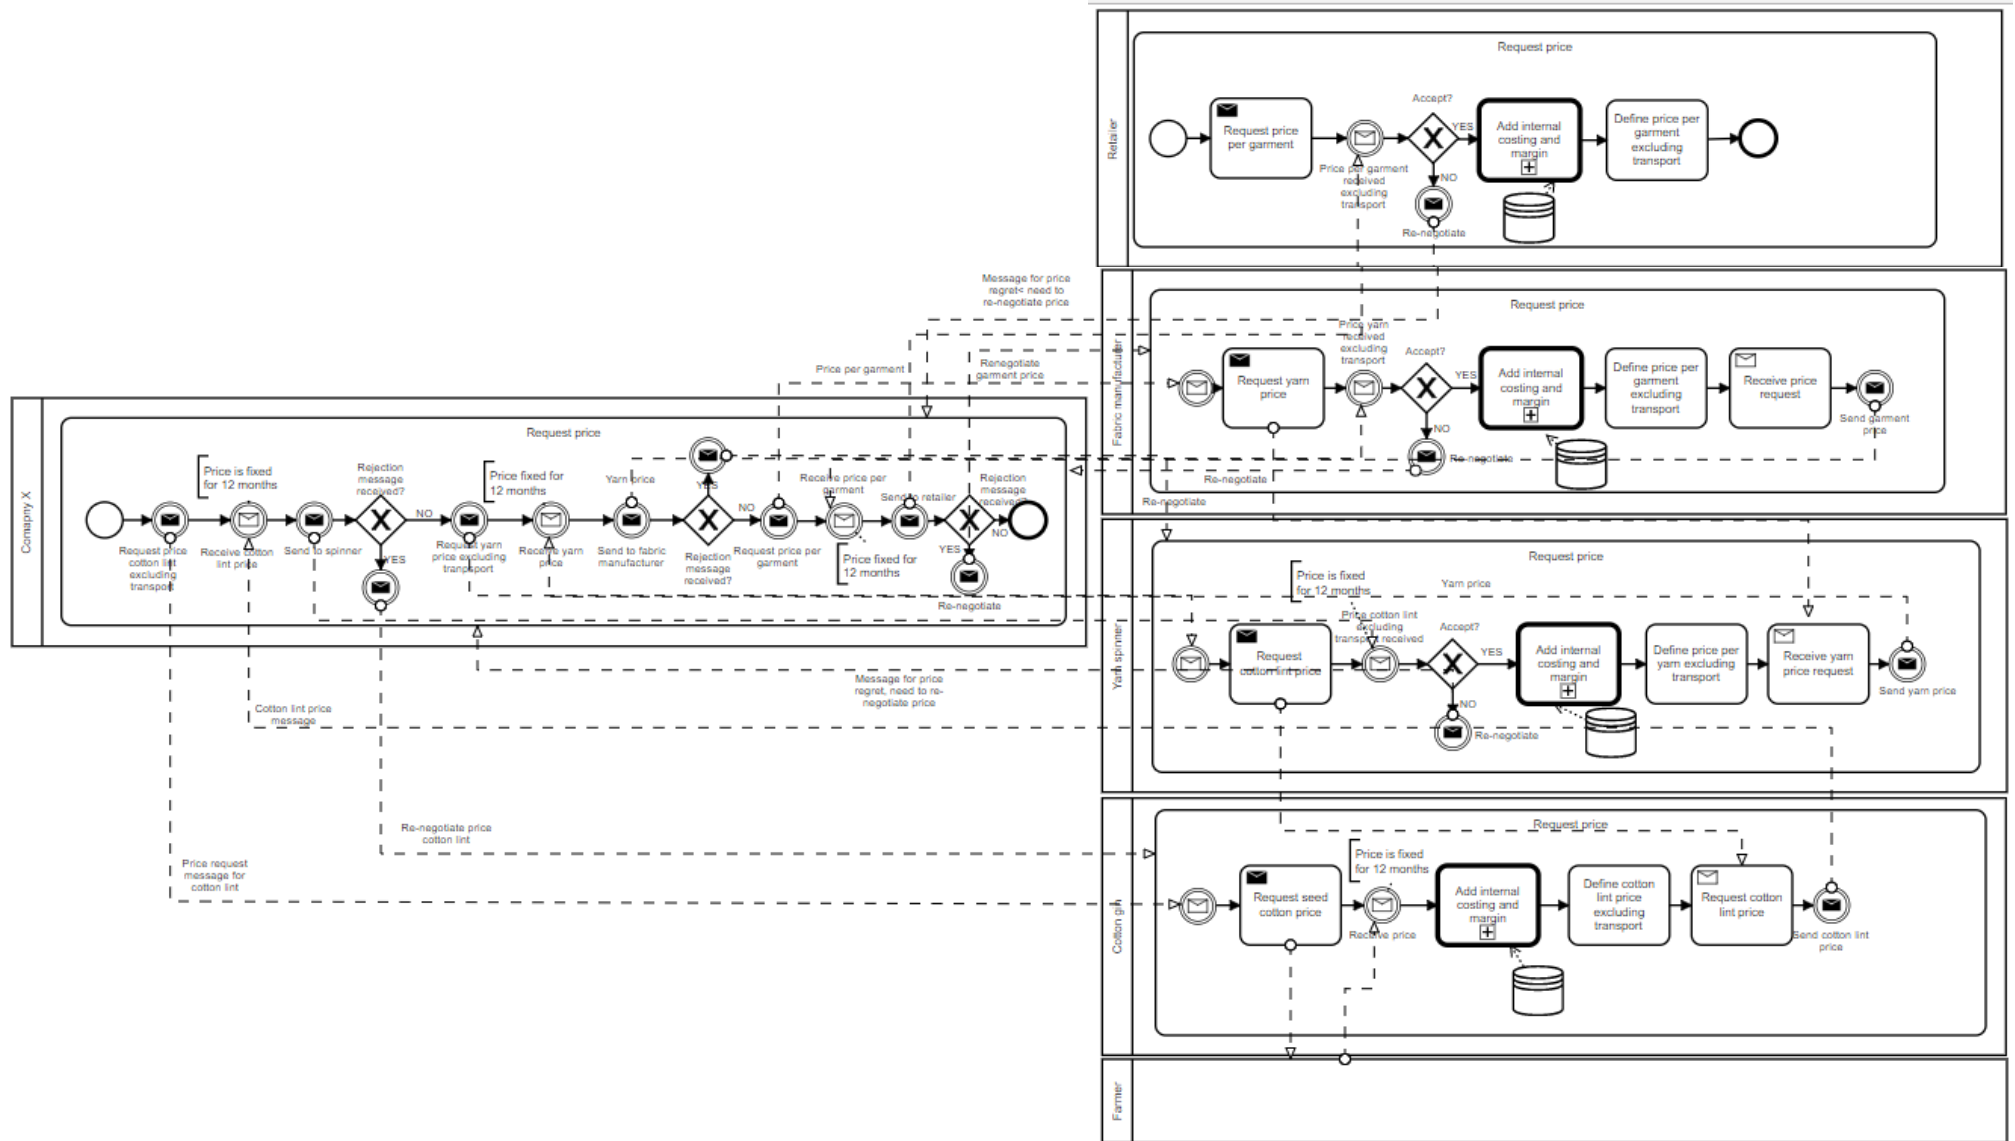 Request price
Retailer
Request price
per garment
Price per garment
received
excluding
transport
Accept?
YES
NO
Re-negotiate
Add internal
costing and
margin
Define price per
garment
excluding
transport
Message for price
regret< need to
re-negotiate price
Request price
Fabric manufacturer
Request yarn
price
Price yarn
received
excluding
transport
Accept?
YES
NO
Re-negotiate
Re-negotiate
Re-negotiate
Add internal
costing and
margin
Define price per
garment
excluding
transport
Receive price
request
Send garment
price
Price per garment
Renegotiate
garment price
Comapny X
Request price
Price is fixed
for 12 months
Request price
cotton lint
excluding
transport
Receive cotton
lint price
Send to spinner
Rejection
message
received?
NO
YES
Price fixed for
12 months
Request yarn
price excluding
tranpsport
Receive yarn
price
Yarn price
Send to fabric
manufacturer
YES
Rejection
message
received?
NO
Request price per
garment
Receive price per
garment
Price fixed for
12 months
Send to retailer
Rejection
message
received?
NO
YES
Re-negotiate
Message for price
regret, need to re-
negotiate price
Cotton lint price
message
Re-negotiate price
cotton lint
Price request
message for
cotton lint
Yarn spinner
Request price
Price is fixed
for 12 months
Yarn price
Request
cotton lint price
Price cotton lint
excluding
transport received
Accept?
YES
NO
Re-negotiate
Add internal
costing and
margin
Define price per
yarn excluding
transport
Receive yarn
price request
Send yarn price
Cotton gin
Request price
Price is fixed
for 12 months
Request seed
cotton price
Receive price
Add internal
costing and
margin
Define cotton
lint price
excluding
transport
Request cotton
lint price
Send cotton lint
price
Farmer